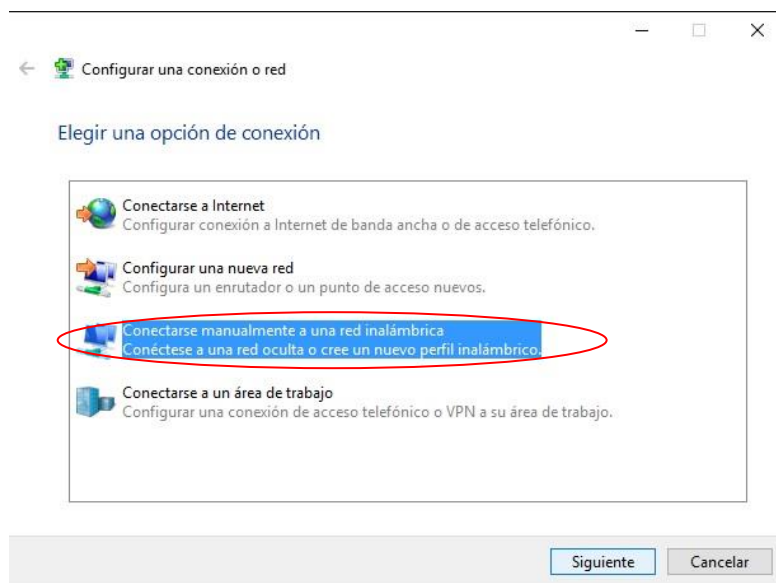 Configurar una conexión o red
Elegir una opción de conexión
Conectarse a Internet
Configurar conexión a Internet de banda ancha o de acceso telefónico.
Configurar una nueva red
Configura un enrutador o un punto de acceso nuevos.
Conectarse manualmente a una red inalámbrica
Conéctese a una red oculta o cree un nuevo perfil inalámbrico.
Conectarse a un área de trabajo
Configurar una conexión de acceso telefónico o VPN a su área de trabajo.
Siguiente Cancelar